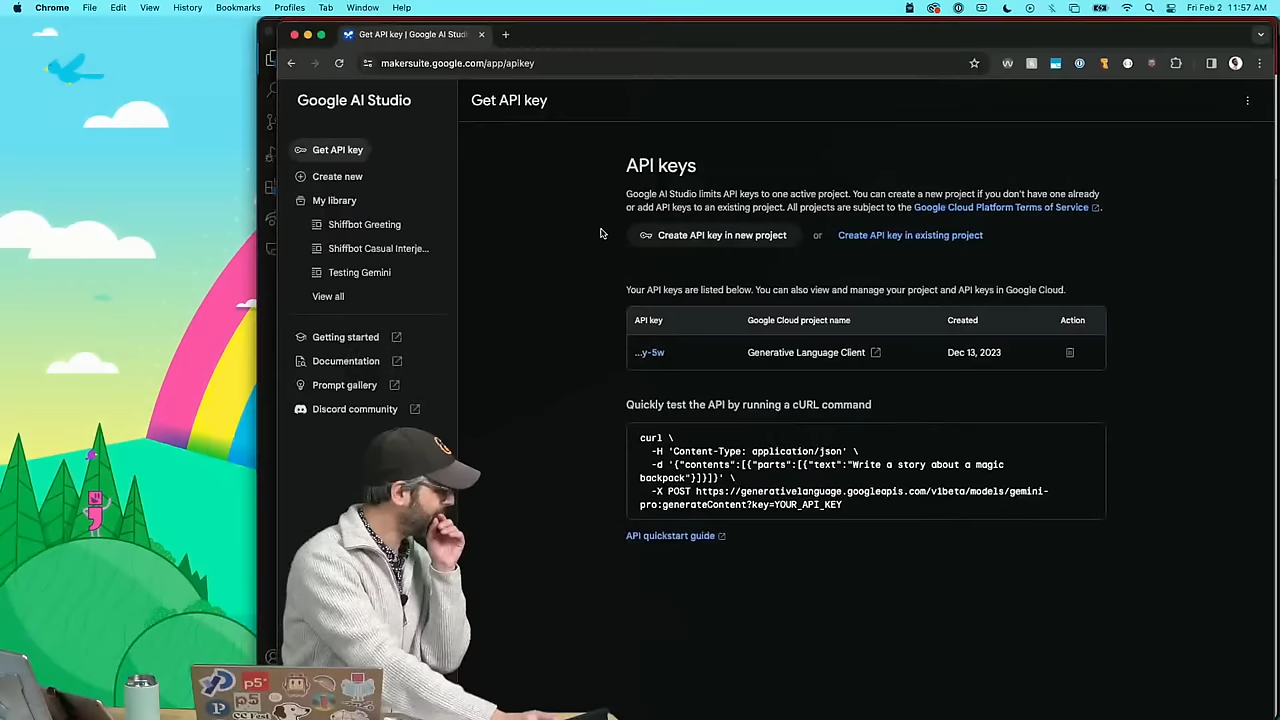 Chrome File Edit View History Bookmarks Profiles Tab Window Help
Fri Feb 2 11:57 AM
Get API key | Google AI Studi
makersuite.google.com/app/apikey
Google AI Studio
Get API key
Create new
My library
Shiffbot Greeting
Shiffbot Casual Interje...
Testing Gemini
View all
Getting started
Documentation
Prompt gallery
Discord community
Get API key
API keys
Google AI Studio limits API keys to one active project. You can create a new project if you don't have one already
or add API keys to an existing project. All projects are subject to the Google Cloud Platform Terms of Service.
Create API key in new project or Create API key in existing project
Your API keys are listed below. You can also view and manage your project and API keys in Google Cloud.
API key Google Cloud project name Created Action
...y-5w Generative Language Client Dec 13, 2023
Quickly test the API by running a cURL command
curl \
-H 'Content-Type: application/json' \
-d '{"contents":[{"parts":[{"text":"Write a story about a magic
backpack"}]}]}' \
-X POST https://generativelanguage.googleapis.com/v1beta/models/gemini-
pro:generateContent?key=YOUR_API_KEY
API quickstart guide
p5*
p5
CC Fest